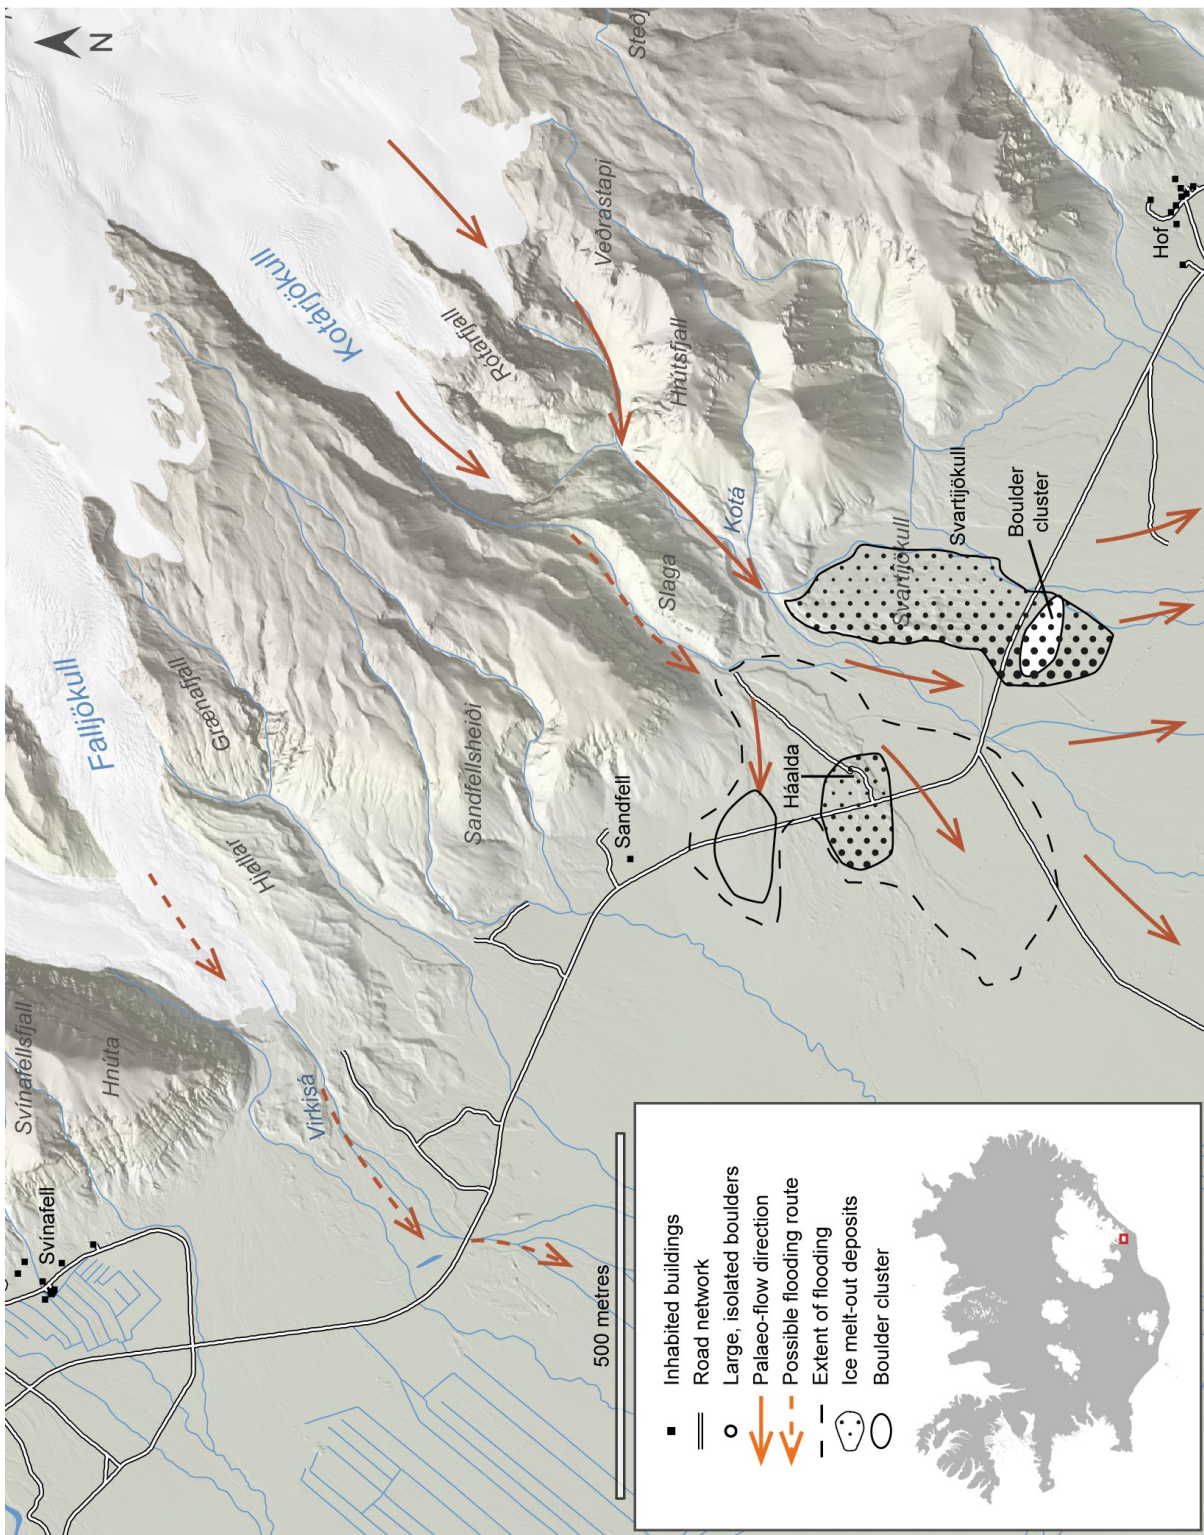 N
Steðj
Svínafellsfjall
Svínafell
Falljökull
Hnúta
Grænafjall
Hjallar
Kotárjökull
Virkisá
Rótarfjall
Sandfellsheiði
Veðrastapi
Sandfell
Hrútsfjall
Slaga
Kotá
Háalda
Svartijökull
Svartijökull
Boulder
cluster
Hof
500 metres
Inhabited buildings
Road network
Large, isolated boulders
Palaeo-flow direction
Possible flooding route
Extent of flooding
Ice melt-out deposits
Boulder cluster